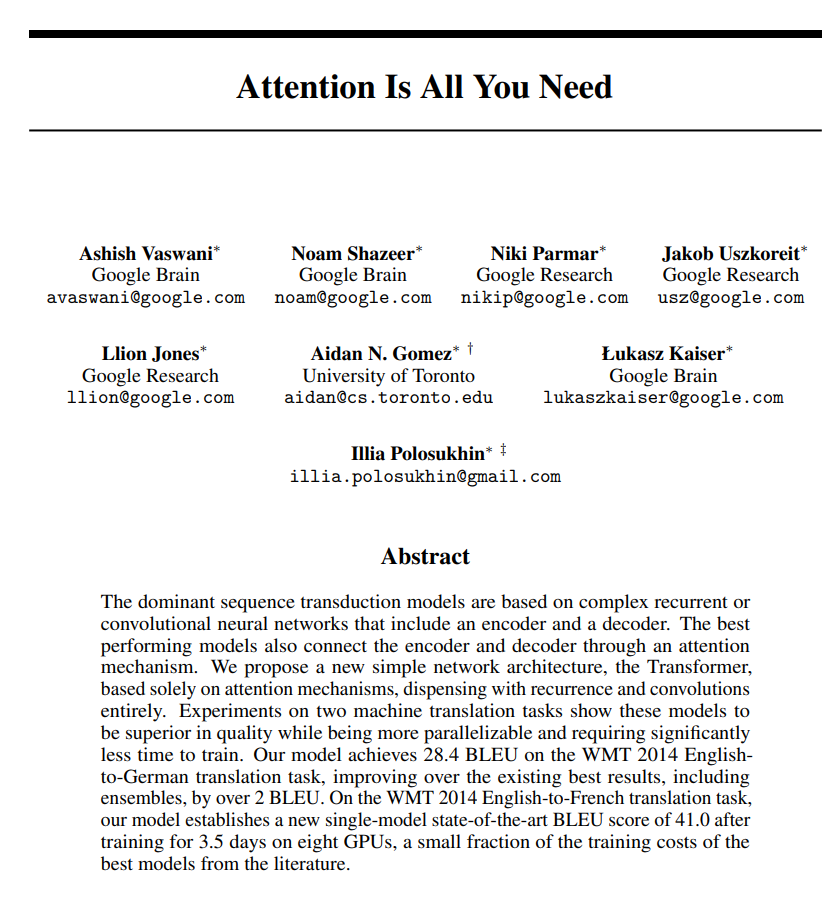 Attention Is All You Need
Ashish Vaswani* Noam Shazeer* Niki Parmar* Jakob Uszkoreit*
Google Brain Google Brain Google Research Google Research
avaswani@google.com noam@google.com nikip@google.com usz@google.com
Llion Jones* Aidan N. Gomez* † Łukasz Kaiser*
Google Research University of Toronto Google Brain
llion@google.com aidan@cs.toronto.edu lukaszkaiser@google.com
Illia Polosukhin* ‡
illia.polosukhin@gmail.com
Abstract
The dominant sequence transduction models are based on complex recurrent or
convolutional neural networks that include an encoder and a decoder. The best
performing models also connect the encoder and decoder through an attention
mechanism. We propose a new simple network architecture, the Transformer,
based solely on attention mechanisms, dispensing with recurrence and convolutions
entirely. Experiments on two machine translation tasks show these models to
be superior in quality while being more parallelizable and requiring significantly
less time to train. Our model achieves 28.4 BLEU on the WMT 2014 English-
to-German translation task, improving over the existing best results, including
ensembles, by over 2 BLEU. On the WMT 2014 English-to-French translation task,
our model establishes a new single-model state-of-the-art BLEU score of 41.0 after
training for 3.5 days on eight GPUs, a small fraction of the training costs of the
best models from the literature.